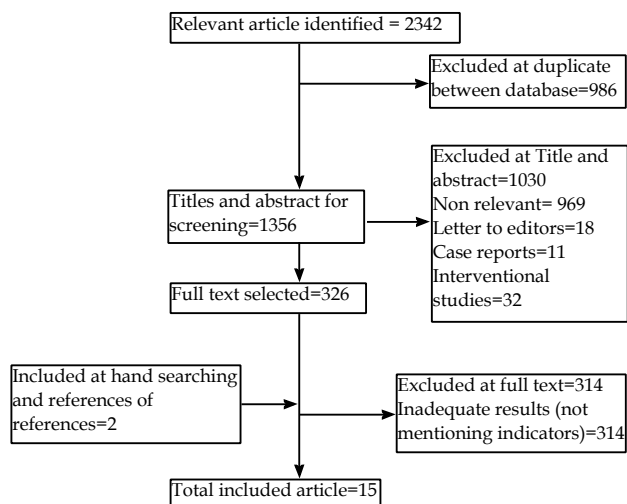 Relevant article identified = 2342
Excluded at duplicate
between database=986
Titles and abstract for
screening=1356
Excluded at Title and
abstract=1030
Non relevant= 969
Letter to editors=18
Case reports=11
Interventional
studies=32
Full text selected=326
Included at hand searching
and references of
references=2
Excluded at full text=314
Inadequate results (not
mentioning indicators)=314
Total included article=15